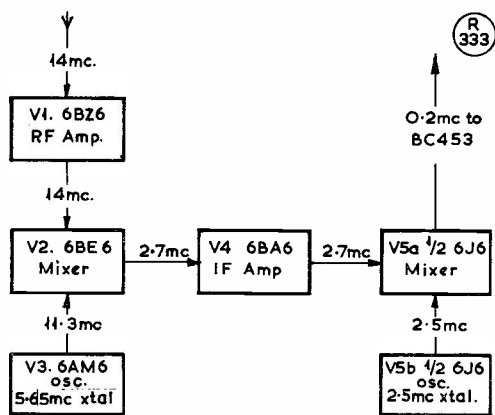 R
333
14mc.
V1. 6BZ6
RF Amp.
0.2mc to
BC453
14mc.
V2. 6BE6
Mixer
2.7mc
V4 6BA6
IF Amp
2.7mc
V5a 1/2 6J6
Mixer
11.3mc
2.5mc
V3. 6AM6
osc.
5.65mc xtal
V5b 1/2 6J6
osc
2.5mc xtal.